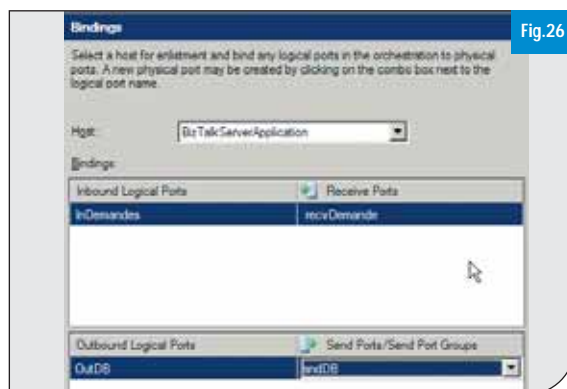 Bindings
Fig.26
Select a host for enlistment and bind any logical ports in the orchestration to physical
ports. A new physical port may be created by clicking on the combo box next to the
logical port name.
Host:
BizTalkServerApplication
Bindings:
Inbound Logical Ports
Receive Ports
InDemandes
recvDemande
Outbound Logical Ports
Send Ports/Send Port Groups
OutDB
sndDB